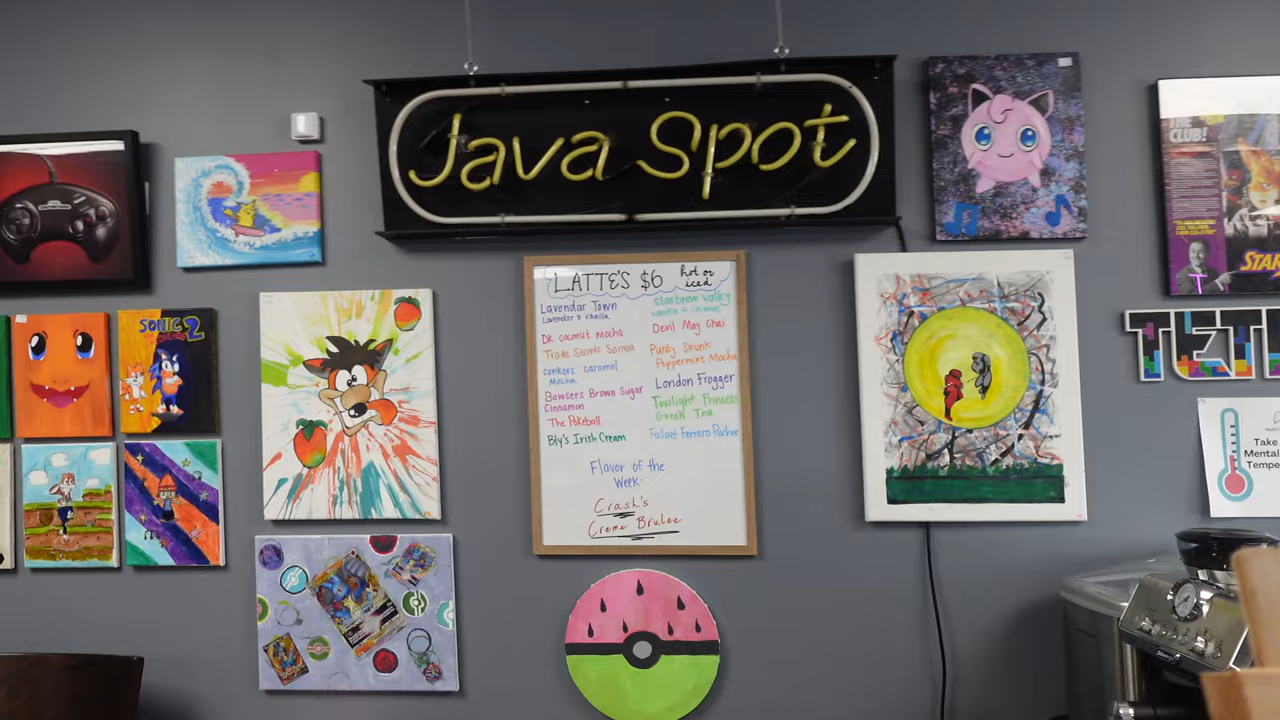 Java Spot
THE
CLUB!
STAR
SONIC
2
TET
LATTE'S $6 hot or iced
Lavendar Town
Lavendar & Vanilla
DK coconut Mocha
Trade Secrets Samoa
conkers caramel
Mocha
Bowsers Brown Sugar
Cinnamon
The Pokeball
Bly's Irish Cream
starbrew valley
vanilla & coconut
Devil May Chai
Punky Skunk
Peppermint Mocha
London Frogger
Twilight Princess
Green Tea
Fallout Ferrero Rocher
Flavor of the
Week:
Crash's
Creme Brulee
Take
Mental
Tempe